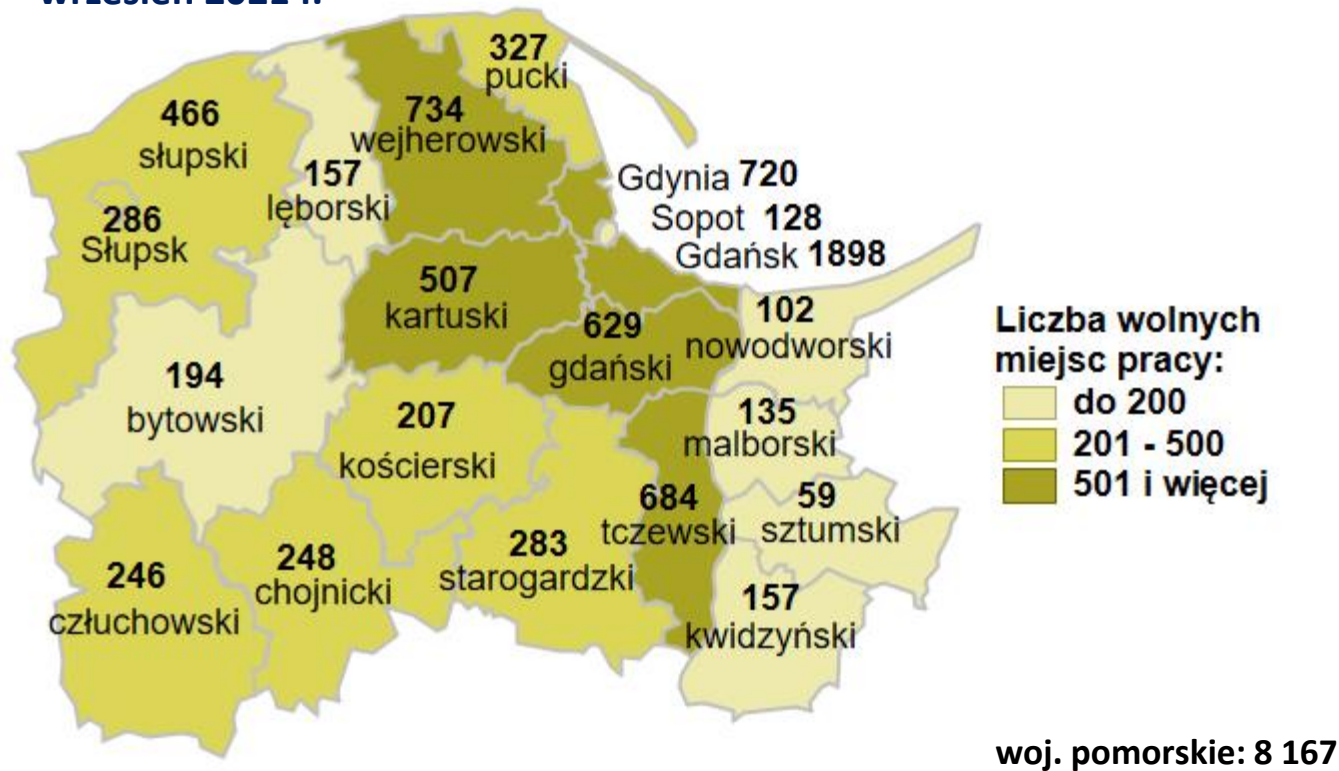 wrzesień 2021 r.
327
pucki
466
słupski
734
wejherowski
157
lęborski
286
Słupsk
Gdynia 720
Sopot 128
Gdańsk 1898
507
kartuski
629
gdański
102
nowodworski
194
bytowski
207
kościerski
135
malborski
684
tczewski
59
sztumski
246
człuchowski
248
chojnicki
283
starogardzki
157
kwidzyński
Liczba wolnych
miejsc pracy:
do 200
201 - 500
501 i więcej
woj. pomorskie: 8 167